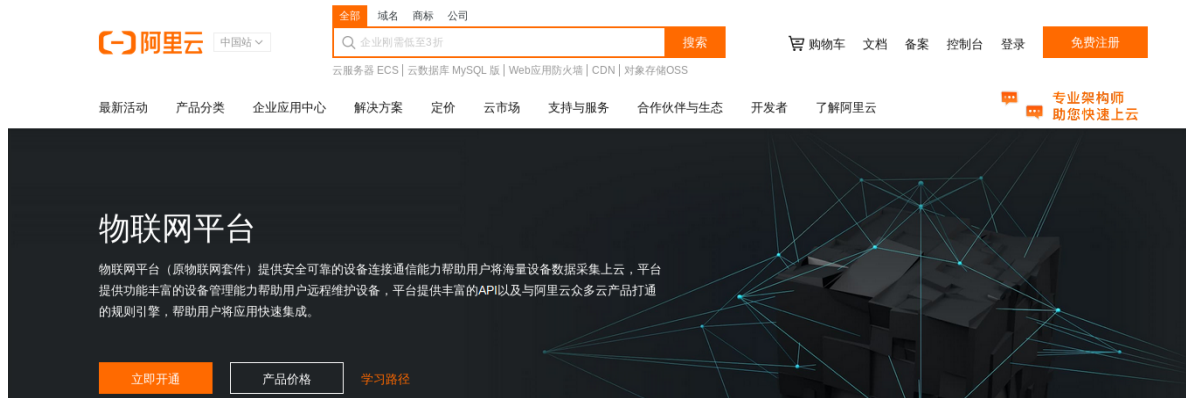 全部 域名 商标 公司
阿里云 中国站 企业刚需低至3折 搜索 购物车 文档 备案 控制台 登录 免费注册
云服务器 ECS | 云数据库 MySQL 版 | Web应用防火墙 | CDN | 对象存储OSS
最新活动 产品分类 企业应用中心 解决方案 定价 云市场 支持与服务 合作伙伴与生态 开发者 了解阿里云
专业架构师
助您快速上云
物联网平台
物联网平台（原物联网套件）提供安全可靠的设备连接通信能力帮助用户将海量设备数据采集上云，平台
提供功能丰富的设备管理能力帮助用户远程维护设备，平台提供丰富的API以及与阿里云众多云产品打通
的规则引擎，帮助用户将应用快速集成。
立即开通 产品价格 学习路径